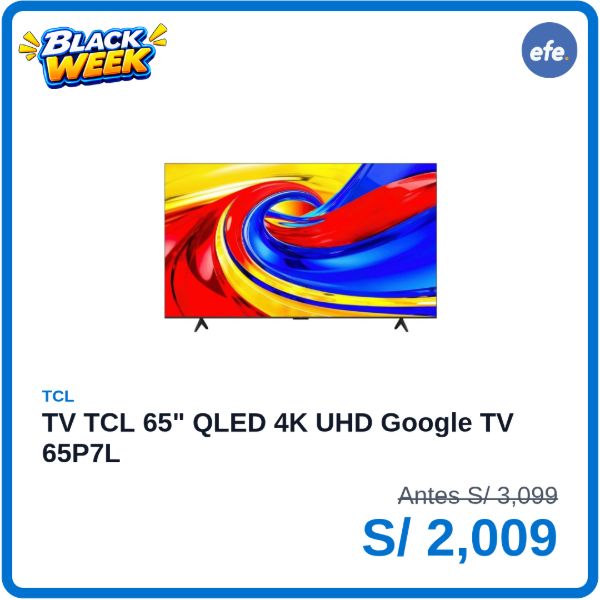 BLACK
WEEK
efe.
TCL
TV TCL 65" QLED 4K UHD Google TV
65P7L
Antes S/ 3,099
S/ 2,009